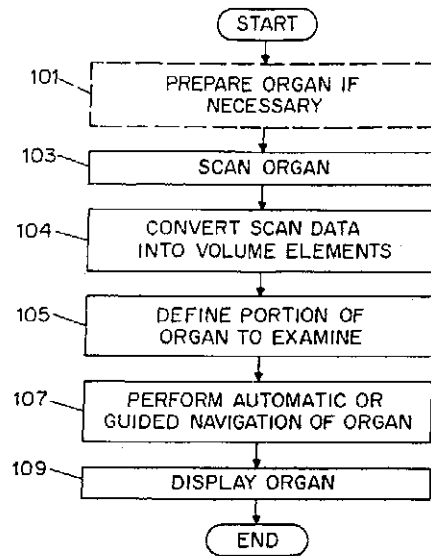 START
101
PREPARE ORGAN IF
NECESSARY
103
SCAN ORGAN
104
CONVERT SCAN DATA
INTO VOLUME ELEMENTS
105
DEFINE PORTION OF
ORGAN TO EXAMINE
107
PERFORM AUTOMATIC OR
GUIDED NAVIGATION OF ORGAN
109
DISPLAY ORGAN
END